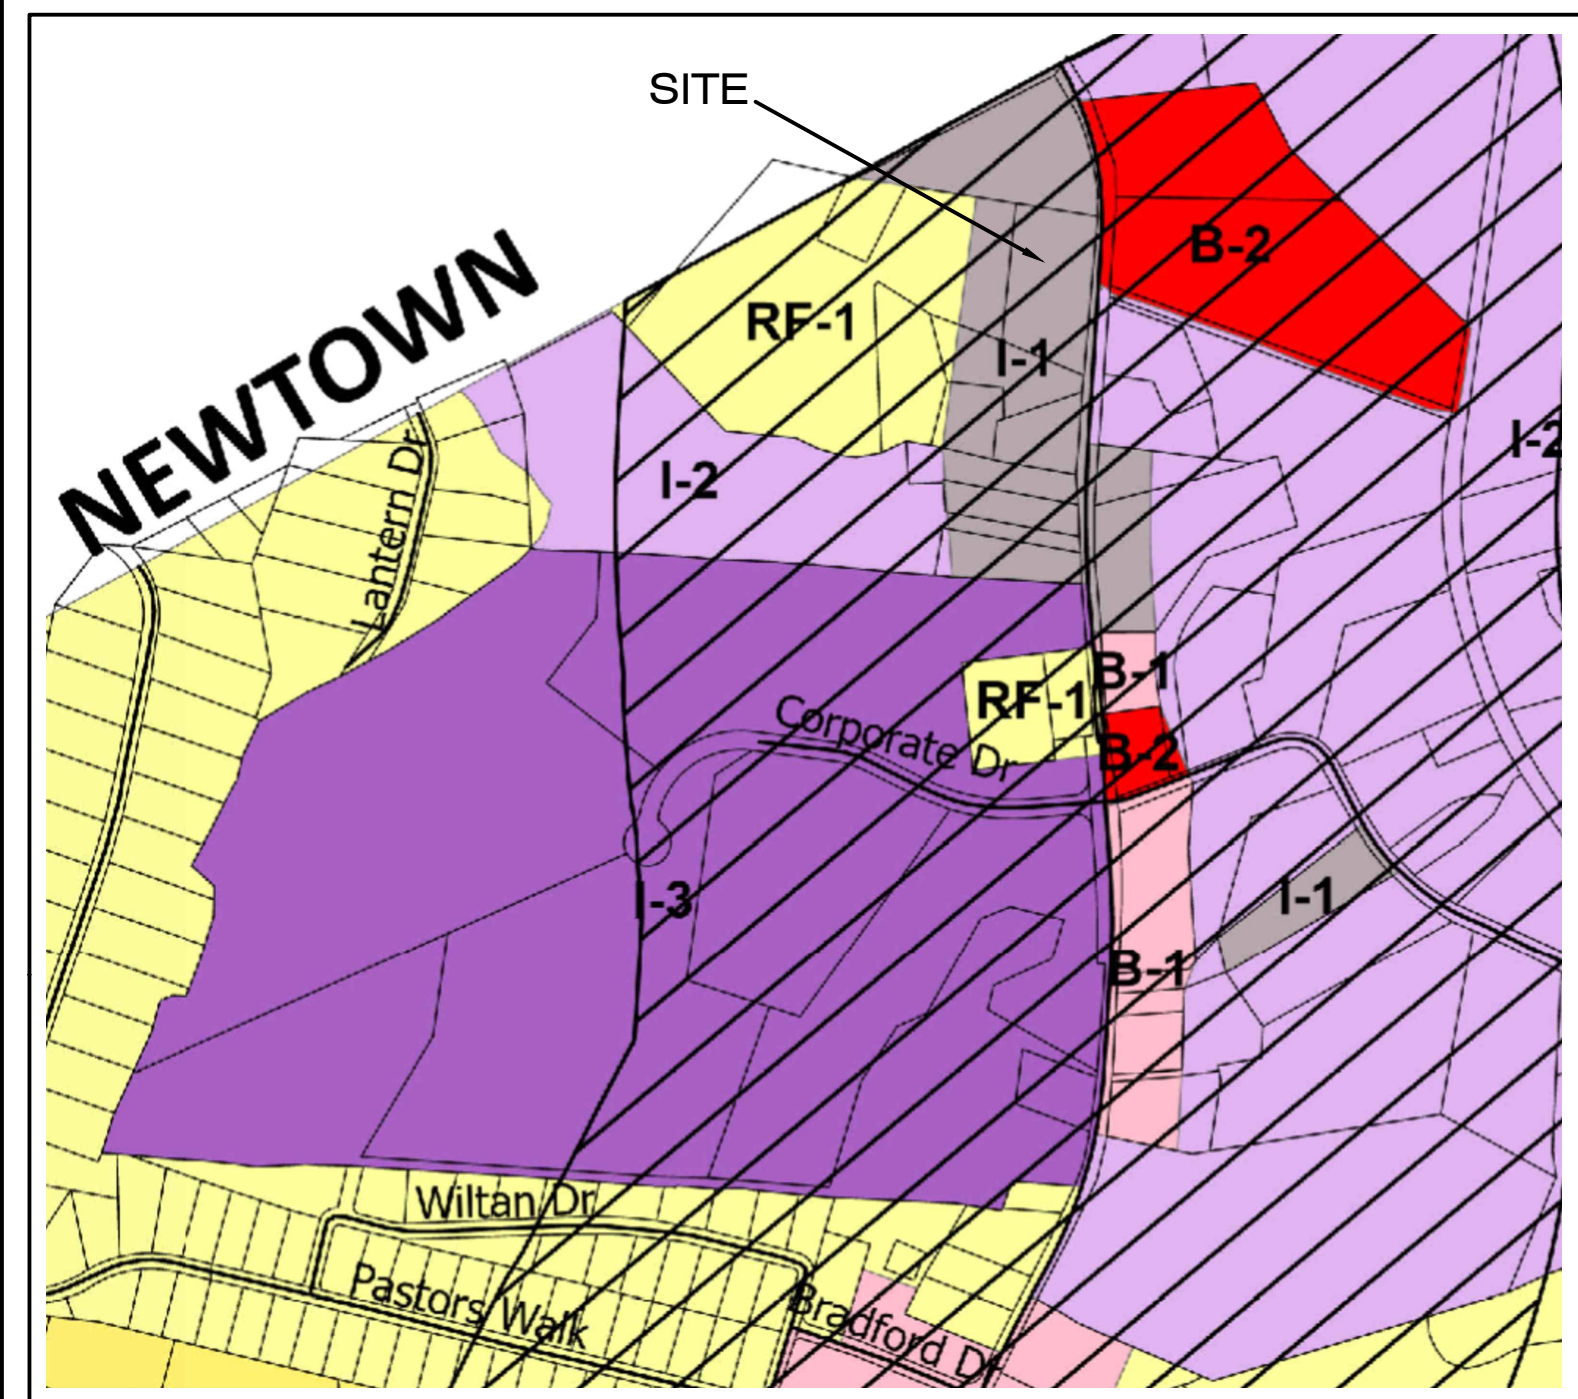 SITE
B-2
NEWTOWN
RF-1
I-1
I-2
I-2
Lantern Dr
B-1
RF-1
Corporate Dr
B-2
I-3
I-1
B-1
Wiltan Dr
Pastors Walk
Bradford Dr